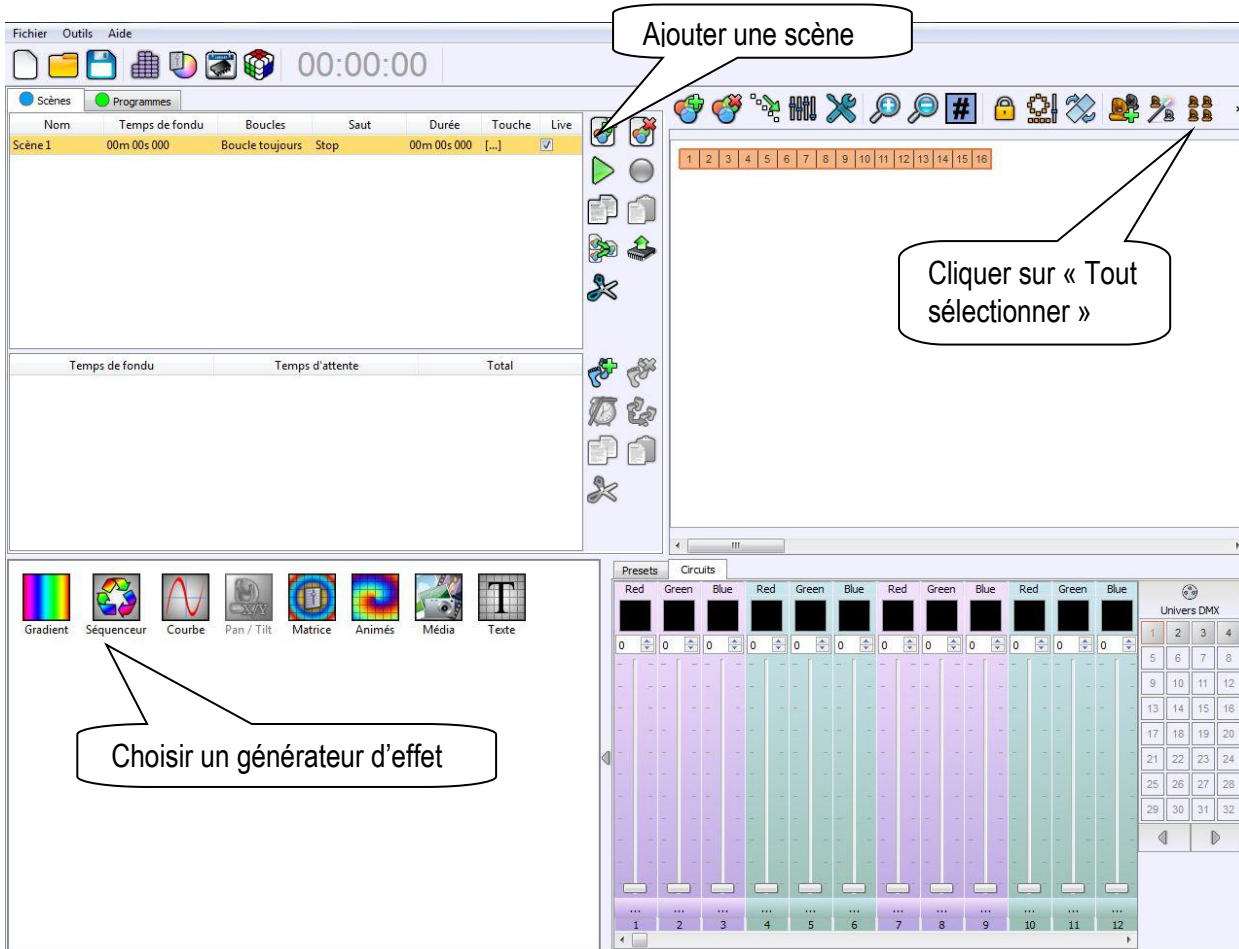 Fichier Outils Aide
Ajouter une scène
00:00:00
Scènes Programmes
Nom Temps de fondu Boucles Saut Durée Touche Live
Scène 1 00m 00s 000 Boucle toujours Stop 00m 00s 000 [...]
#
1 2 3 4 5 6 7 8 9 10 11 12 13 14 15 16
Cliquer sur « Tout
sélectionner »
Temps de fondu Temps d'attente Total
Gradient Séquenceur Courbe Pan / Tilt Matrice Animés Média Texte
Choisir un générateur d'effet
Presets Circuits
Red Green Blue Red Green Blue Red Green Blue Red Green Blue
0 0 0 0 0 0 0 0 0 0 0 0
... ... ... ... ... ... ... ... ... ... ... ...
1 2 3 4 5 6 7 8 9 10 11 12
Univers DMX
1 2 3 4
5 6 7 8
9 10 11 12
13 14 15 16
17 18 19 20
21 22 23 24
25 26 27 28
29 30 31 32